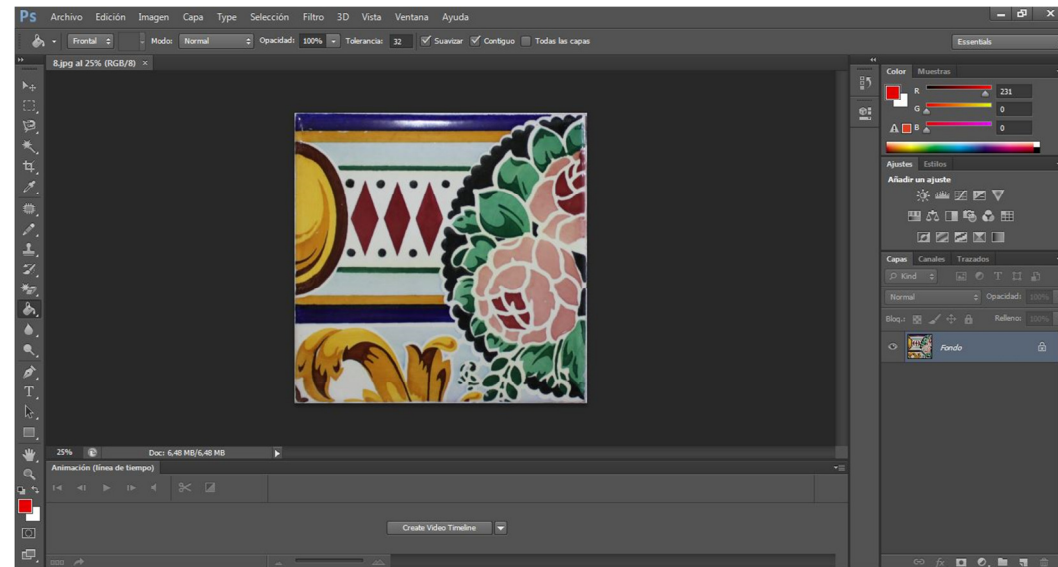 Ps Archivo Edición Imagen Capa Type Selección Filtro 3D Vista Ventana Ayuda
Frontal Modo: Normal Opacidad: 100% Tolerancia: 32 Suavizar Contiguo Todas las capas Essentials
8.jpg al 25% (RGB/8) ×
Color Muestras
R 231
G 0
B 0
Ajustes Estilos
Añadir un ajuste
Capas Canales Trazados
Kind
Normal Opacidad: 100%
Bloq.: Relleno: 100%
Fondo
25% Doc: 6,48 MB/6,48 MB
Animación (línea de tiempo)
Create Video Timeline
fx